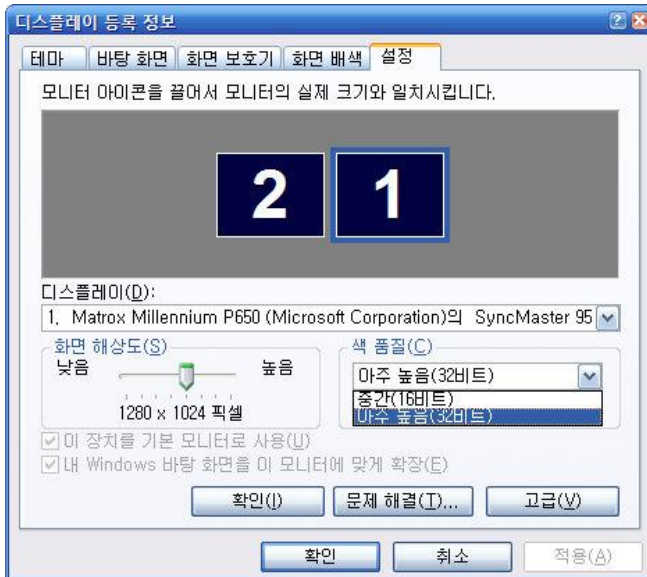 디스플레이 등록 정보
테마 바탕 화면 화면 보호기 화면 배색 설정
모니터 아이콘을 끌어서 모니터의 실제 크기와 일치시킵니다.
2 1
디스플레이(D):
1. Matrox Millennium P650 (Microsoft Corporation)의 SyncMaster 95
화면 해상도(S)
낮음 높음
1280 x 1024 픽셀
색 품질(C)
아주 높음(32비트)
중간(16비트)
아주 높음(32비트)
이 장치를 기본 모니터로 사용(U)
내 Windows 바탕 화면을 이 모니터에 맞게 확장(E)
확인(I) 문제 해결(T)... 고급(V)
확인 취소 적용(A)